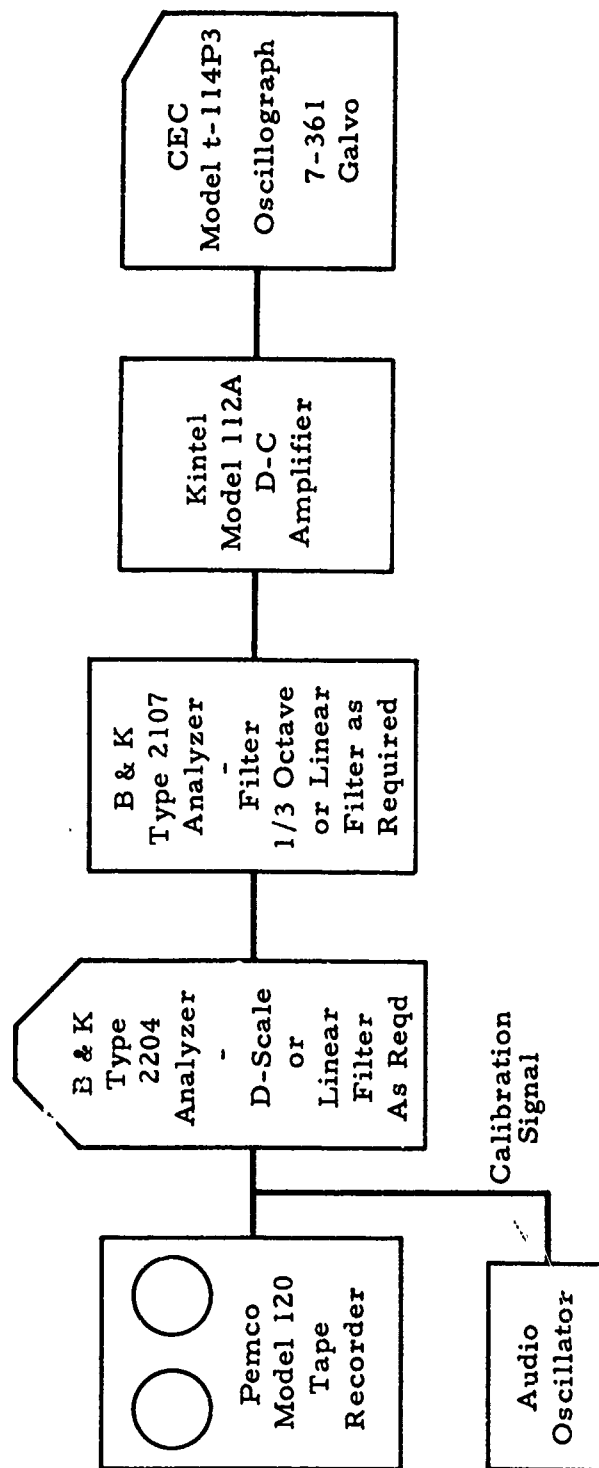 Pemco
Model 120
Tape
Recorder
Audio
Oscillator
Calibration
Signal
B & K
Type
2204
Analyzer
-
D-Scale
or
Linear
Filter
As Reqd
B & K
Type 2107
Analyzer
-
Filter
1/3 Octave
or Linear
Filter as
Required
Kintel
Model 112A
D-C
Amplifier
CEC
Model t-114P3
Oscillograph
7-361
Galvo